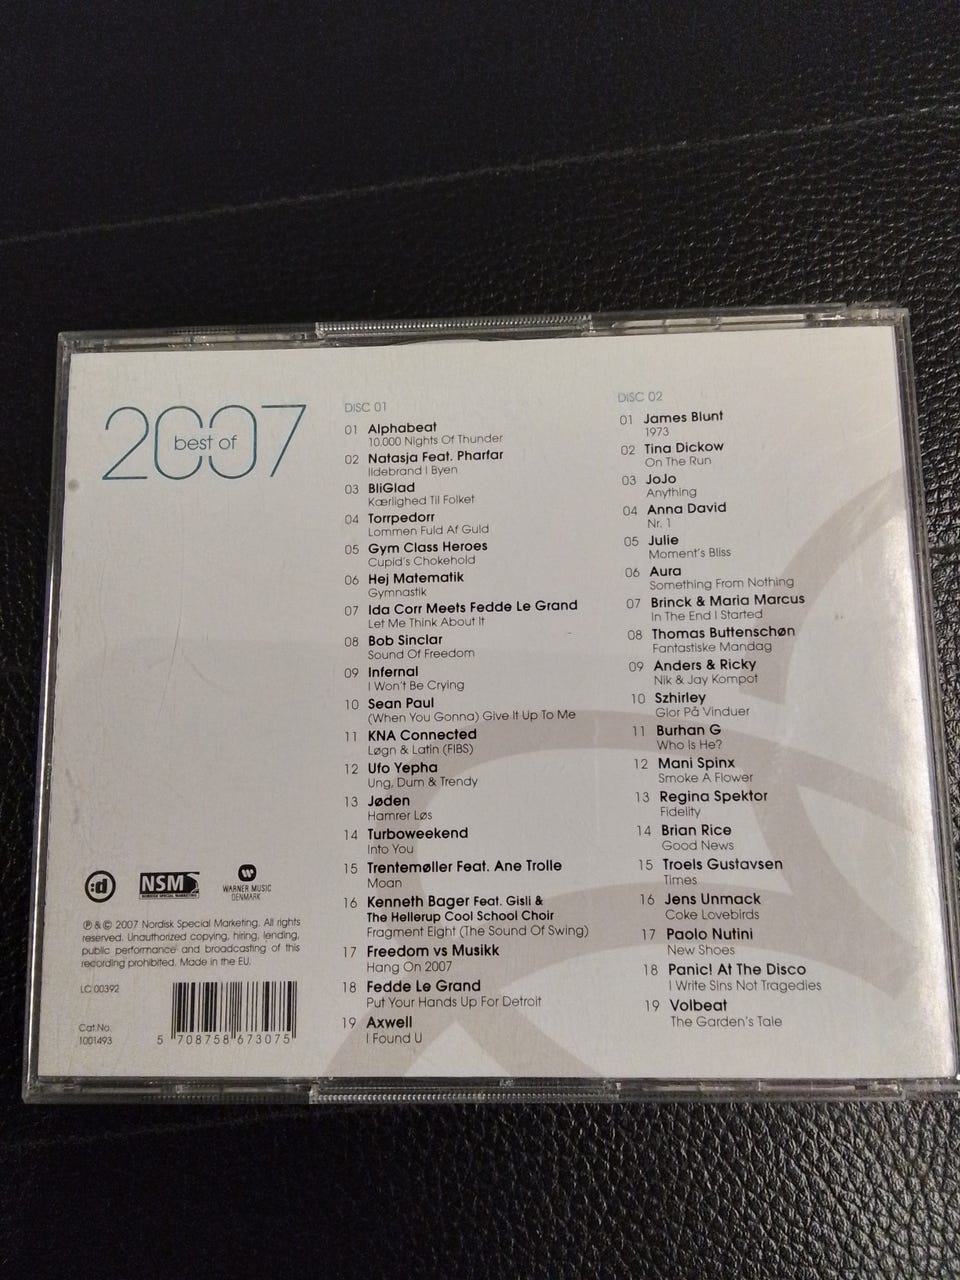 2007
best of
DISC 01
01 Alphabeat
10.000 Nights Of Thunder
02 Natasja Feat. Pharfar
Ildebrand I Byen
03 BliGlad
Kærlighed Til Folket
04 Torrpedorr
Lommen Fuld Af Guld
05 Gym Class Heroes
Cupid's Chokehold
06 Hej Matematik
Gymnastik
07 Ida Corr Meets Fedde Le Grand
Let Me Think About It
08 Bob Sinclar
Sound Of Freedom
09 Infernal
I Won't Be Crying
10 Sean Paul
(When You Gonna) Give It Up To Me
11 KNA Connected
Løgn & Latin (FIBS)
12 Ufo Yepha
Ung, Dum & Trendy
13 Jøden
Hamrer Løs
14 Turboweekend
Into You
15 Trentemøller Feat. Ane Trolle
Moan
16 Kenneth Bager Feat. Gisli &
The Hellerup Cool School Choir
Fragment Eight (The Sound Of Swing)
17 Freedom vs Musikk
Hang On 2007
18 Fedde Le Grand
Put Your Hands Up For Detroit
19 Axwell
I Found U
DISC 02
01 James Blunt
1973
02 Tina Dickow
On The Run
03 JoJo
Anything
04 Anna David
Nr. 1
05 Julie
Moment's Bliss
06 Aura
Something From Nothing
07 Brinck & Maria Marcus
In The End I Started
08 Thomas Buttenschøn
Fantastiske Mandag
09 Anders & Ricky
Nik & Jay Kompot
10 Szhirley
Glor På Vinduer
11 Burhan G
Who Is He?
12 Mani Spinx
Smoke A Flower
13 Regina Spektor
Fidelity
14 Brian Rice
Good News
15 Troels Gustavsen
Times
16 Jens Unmack
Coke Lovebirds
17 Paolo Nutini
New Shoes
18 Panic! At The Disco
I Write Sins Not Tragedies
19 Volbeat
The Garden's Tale
:d
NSM
NORDISK SPECIAL MARKETING
WARNER MUSIC
DENMARK
℗ & © 2007 Nordisk Special Marketing. All rights
reserved. Unauthorized copying, hiring, lending,
public performance and broadcasting of this
recording prohibited. Made in the EU.
LC 00392
Cat.No.
1001493
5 708758 673075